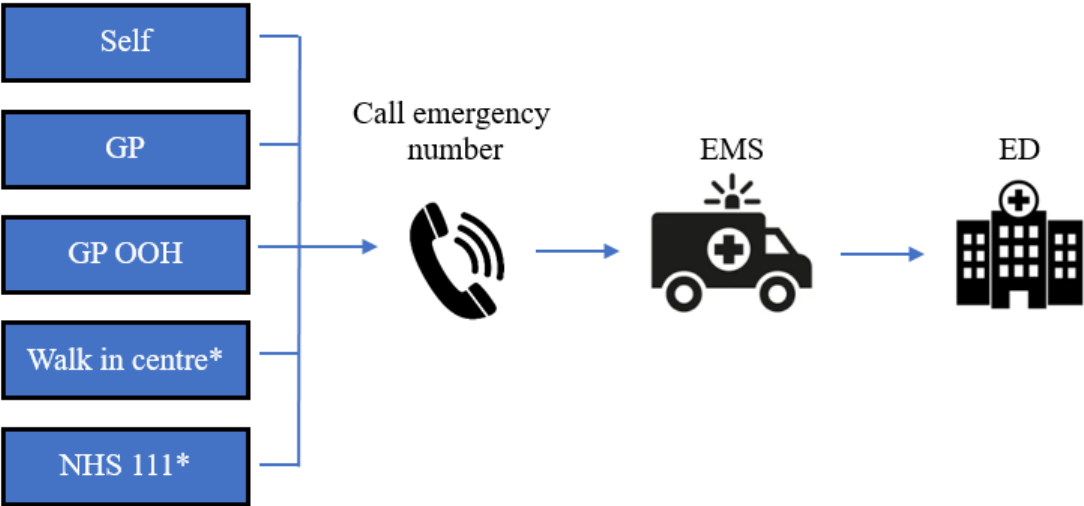 Self
GP
GP OOH
Walk in centre*
NHS 111*
Call emergency
number
EMS
ED